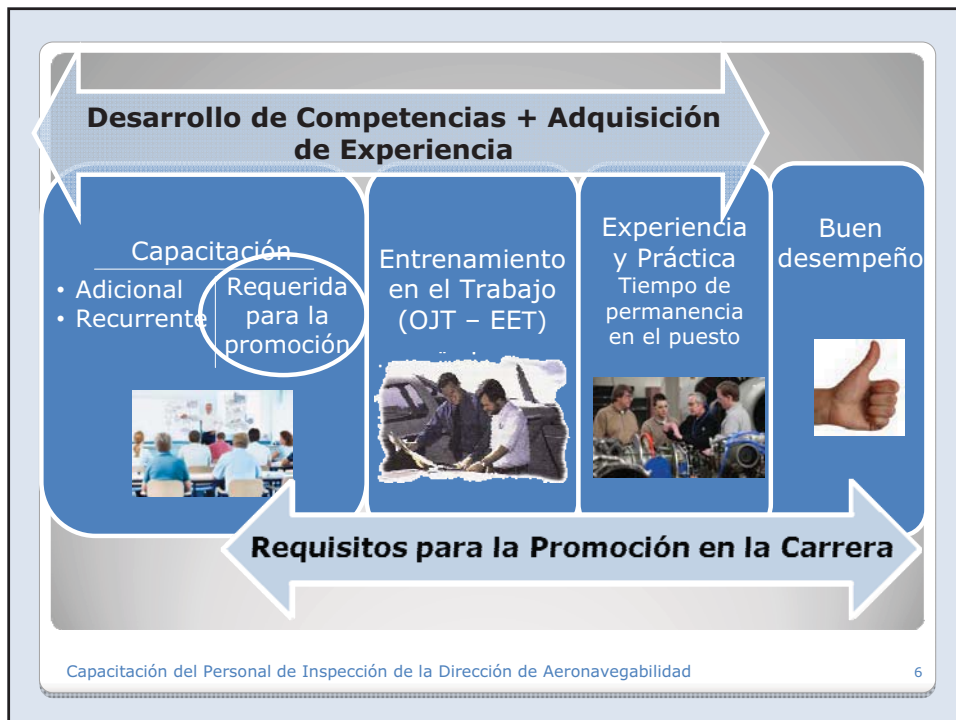 Desarrollo de Competencias + Adquisición
de Experiencia
Capacitación
• Adicional
• Recurrente
Requerida
para la
promoción
Entrenamiento
en el Trabajo
(OJT – EET)
Experiencia
y Práctica
Tiempo de
permanencia
en el puesto
Buen
desempeño
Requisitos para la Promoción en la Carrera
Capacitación del Personal de Inspección de la Dirección de Aeronavegabilidad
6